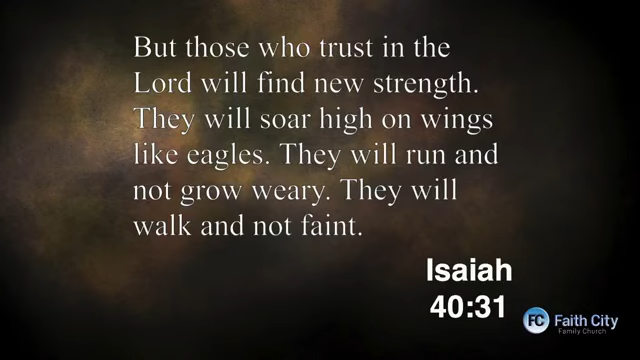 But those who trust in the
Lord will find new strength.
They will soar high on wings
like eagles. They will run and
not grow weary. They will
walk and not faint.
Isaiah
40:31
FC Faith City
Family Church